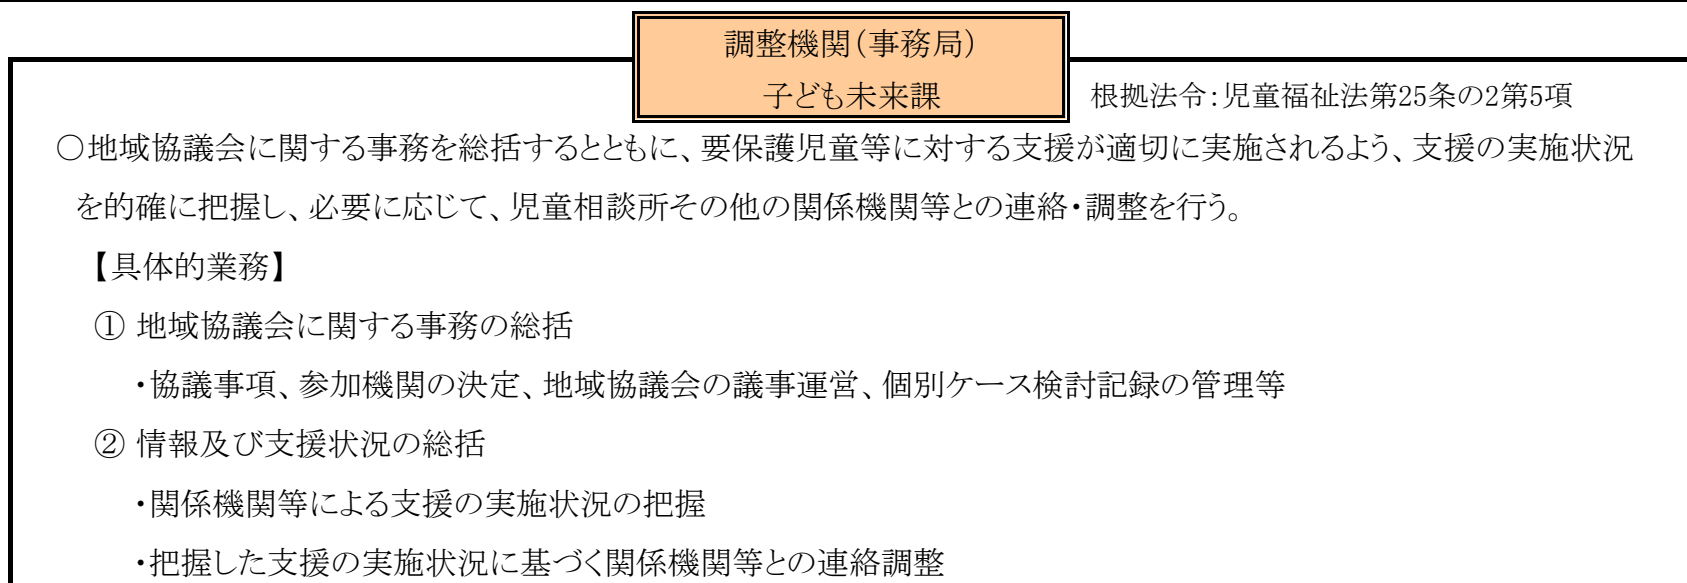 調整機関（事務局）
子ども未来課
根拠法令：児童福祉法第25条の2第5項
○地域協議会に関する事務を総括するとともに、要保護児童等に対する支援が適切に実施されるよう、支援の実施状況
を的確に把握し、必要に応じて、児童相談所その他の関係機関等との連絡・調整を行う。
【具体的業務】
① 地域協議会に関する事務の総括
・協議事項、参加機関の決定、地域協議会の議事運営、個別ケース検討記録の管理等
② 情報及び支援状況の総括
・関係機関等による支援の実施状況の把握
・把握した支援の実施状況に基づく関係機関等との連絡調整